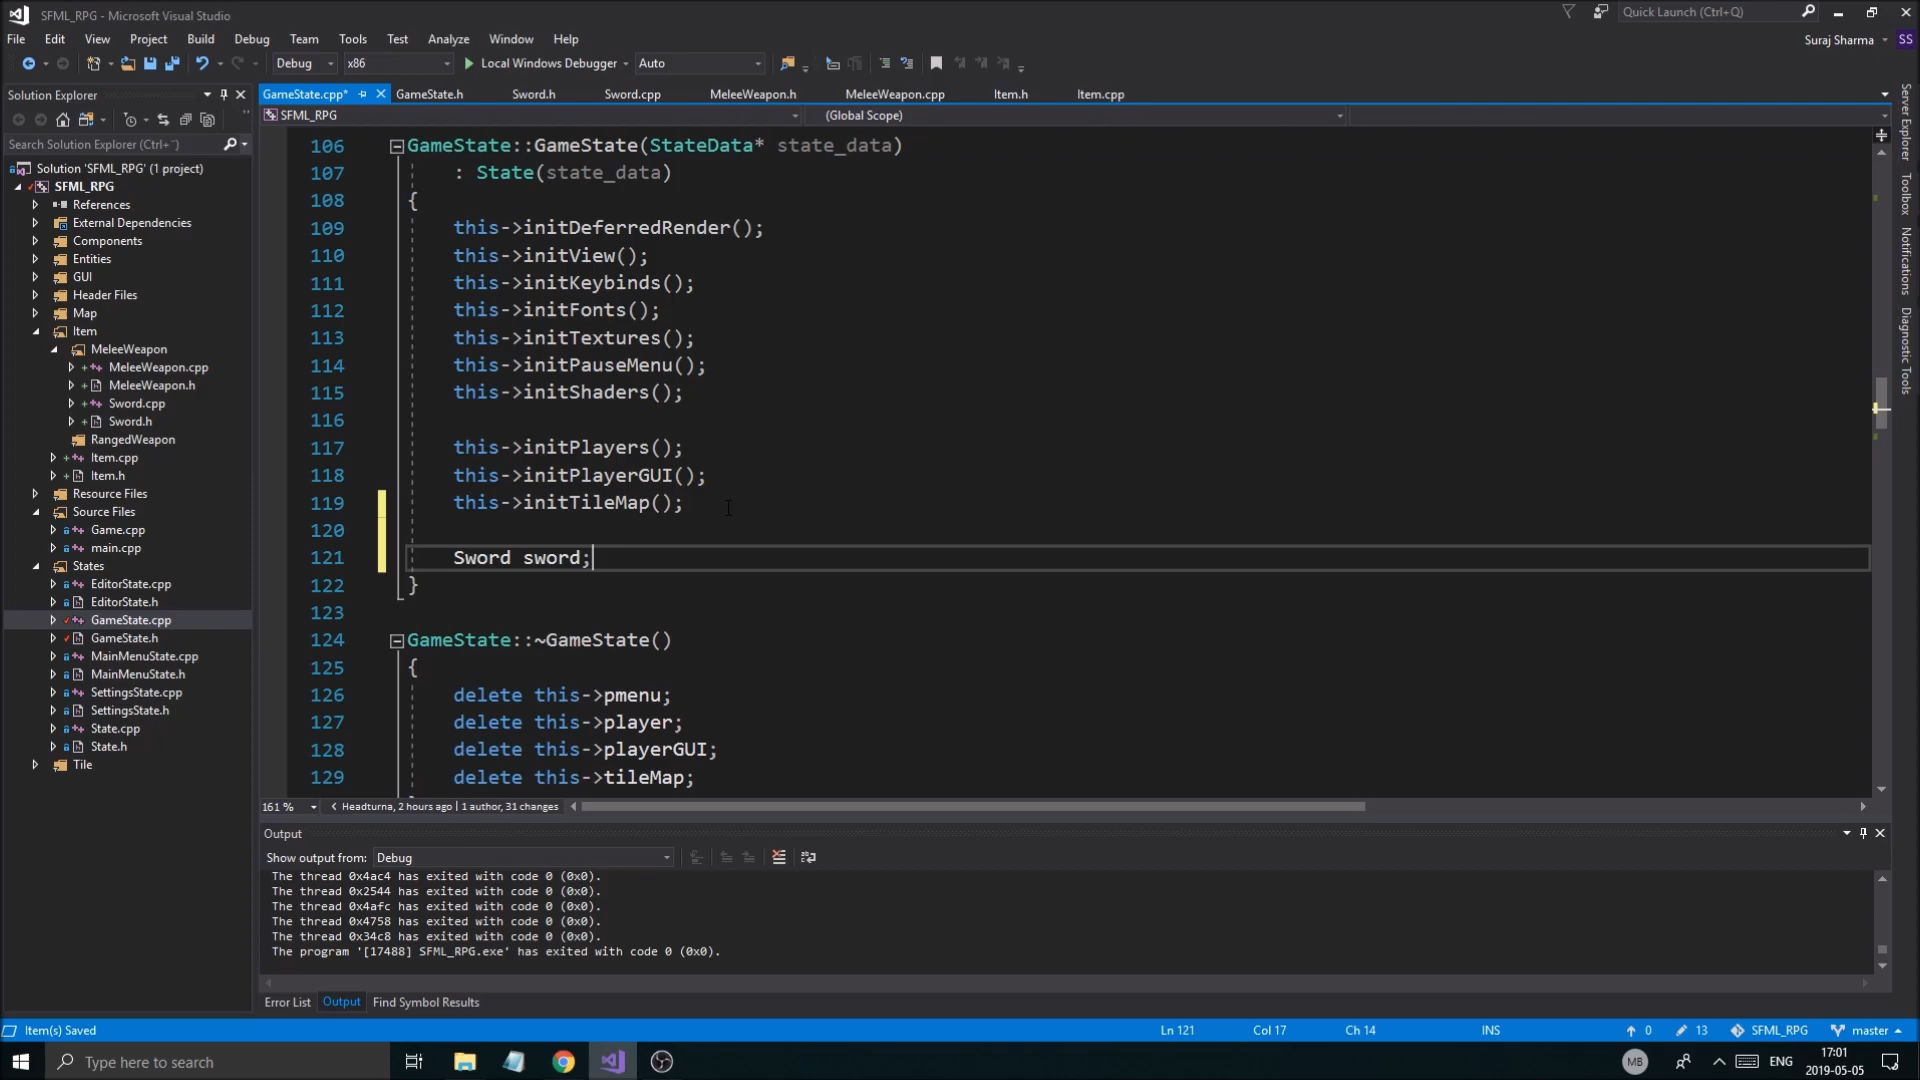 SFML_RPG - Microsoft Visual Studio
Quick Launch (Ctrl+Q)
File Edit View Project Build Debug Team Tools Test Analyze Window Help
Suraj Sharma
SS
Debug x86 Local Windows Debugger Auto
Solution Explorer
GameState.cpp* GameState.h Sword.h Sword.cpp MeleeWeapon.h MeleeWeapon.cpp Item.h Item.cpp
SFML_RPG (Global Scope)
Search Solution Explorer (Ctrl+¨)
Solution 'SFML_RPG' (1 project)
SFML_RPG
References
External Dependencies
Components
Entities
GUI
Header Files
Map
Item
MeleeWeapon
MeleeWeapon.cpp
MeleeWeapon.h
Sword.cpp
Sword.h
RangedWeapon
Item.cpp
Item.h
Resource Files
Source Files
Game.cpp
main.cpp
States
EditorState.cpp
EditorState.h
GameState.cpp
GameState.h
MainMenuState.cpp
MainMenuState.h
SettingsState.cpp
SettingsState.h
State.cpp
State.h
Tile
106 GameState::GameState(StateData* state_data)
107 : State(state_data)
108 {
109 this->initDeferredRender();
110 this->initView();
111 this->initKeybinds();
112 this->initFonts();
113 this->initTextures();
114 this->initPauseMenu();
115 this->initShaders();
116
117 this->initPlayers();
118 this->initPlayerGUI();
119 this->initTileMap();
120
121 Sword sword;
122 }
123
124 GameState::~GameState()
125 {
126 delete this->pmenu;
127 delete this->player;
128 delete this->playerGUI;
129 delete this->tileMap;
161 % Headturna, 2 hours ago | 1 author, 31 changes
Output
Show output from: Debug
The thread 0x4ac4 has exited with code 0 (0x0).
The thread 0x2544 has exited with code 0 (0x0).
The thread 0x4afc has exited with code 0 (0x0).
The thread 0x4758 has exited with code 0 (0x0).
The thread 0x34c8 has exited with code 0 (0x0).
The program '[17488] SFML_RPG.exe' has exited with code 0 (0x0).
Error List Output Find Symbol Results
Server Explorer
Toolbox
Notifications
Diagnostic Tools
Item(s) Saved Ln 121 Col 17 Ch 14 INS 0 13 SFML_RPG master
Type here to search
MB
ENG
17:01
2019-05-05